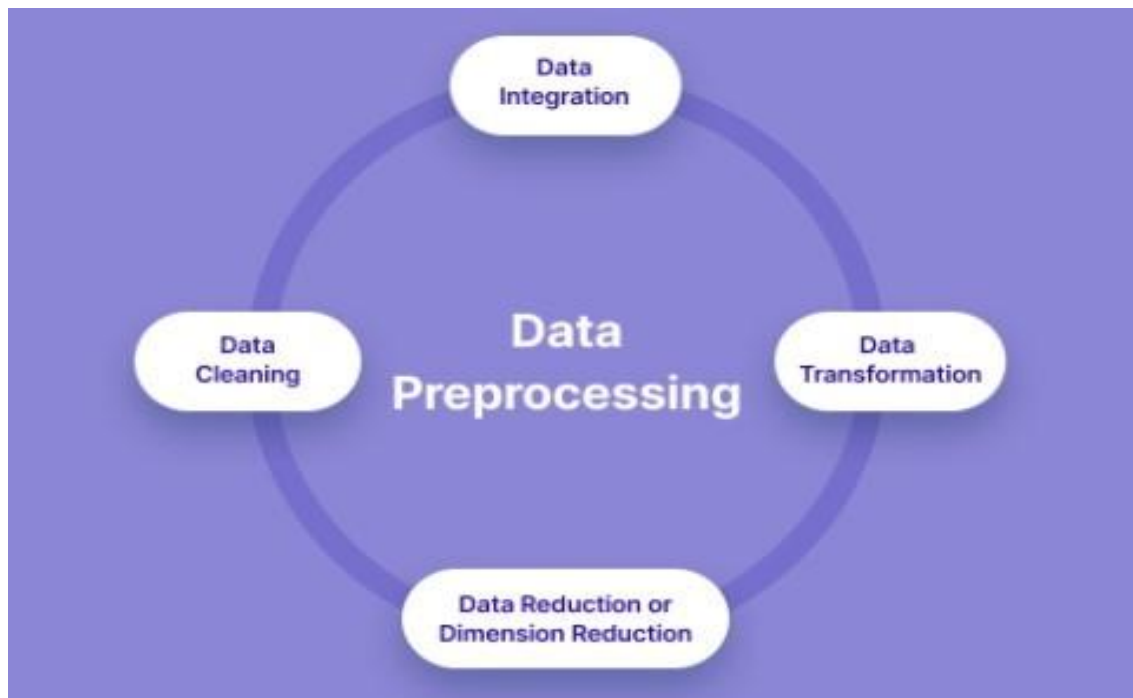 Data
Integration
Data
Cleaning
Data
Preprocessing
Data
Transformation
Data Reduction or
Dimension Reduction